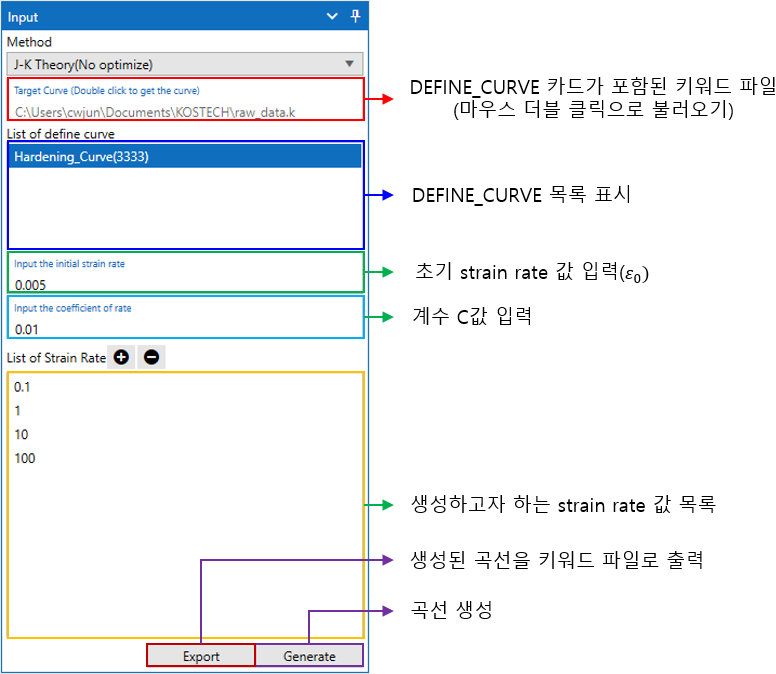 Input
Method
J-K Theory(No optimize)
Target Curve (Double click to get the curve)
C:\Users\cwjun\Documents\KOSTECH\raw_data.k
DEFINE_CURVE 카드가 포함된 키워드 파일
(마우스 더블 클릭으로 불러오기)
List of define curve
Hardening_Curve(3333)
DEFINE_CURVE 목록 표시
Input the initial strain rate
0.005
초기 strain rate 값 입력(ε₀)
Input the coefficient of rate
0.01
계수 C값 입력
List of Strain Rate
0.1
1
10
100
생성하고자 하는 strain rate 값 목록
생성된 곡선을 키워드 파일로 출력
곡선 생성
Export
Generate